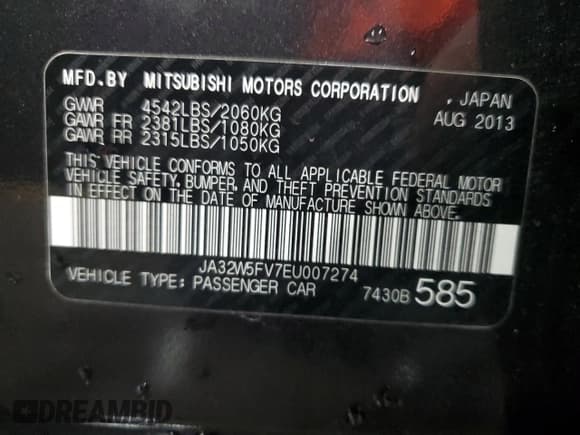 MFD.BY MITSUBISHI MOTORS CORPORATION , JAPAN
GVWR 4542LBS/2060KG AUG 2013
GAWR FR 2381LBS/1080KG
GAWR RR 2315LBS/1050KG
THIS VEHICLE CONFORMS TO ALL APPLICABLE FEDERAL MOTOR
VEHICLE SAFETY, BUMPER, AND THEFT PREVENTION STANDARDS
IN EFFECT ON THE DATE OF MANUFACTURE SHOWN ABOVE.
JA32W5FV7EU007274
VEHICLE TYPE: PASSENGER CAR 7430B 585
DREAMBID